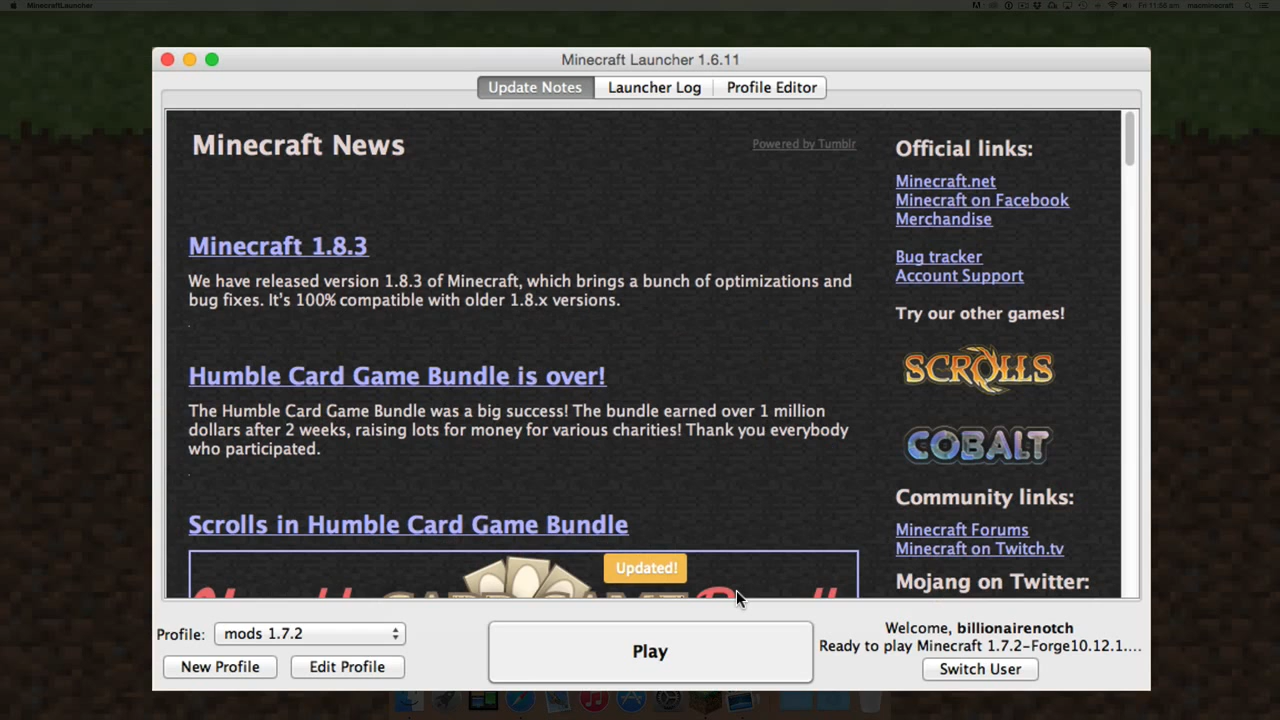 MinecraftLauncher
Fri 11:56 am macminecraft
Minecraft Launcher 1.6.11
Update Notes Launcher Log Profile Editor
Minecraft News
Powered by Tumblr
Minecraft 1.8.3
We have released version 1.8.3 of Minecraft, which brings a bunch of optimizations and
bug fixes. It's 100% compatible with older 1.8.x versions.
Humble Card Game Bundle is over!
The Humble Card Game Bundle was a big success! The bundle earned over 1 million
dollars after 2 weeks, raising lots for money for various charities! Thank you everybody
who participated.
Scrolls in Humble Card Game Bundle
Updated!
Official links:
Minecraft.net
Minecraft on Facebook
Merchandise
Bug tracker
Account Support
Try our other games!
SCROLLS
COBALT
Community links:
Minecraft Forums
Minecraft on Twitch.tv
Mojang on Twitter:
Profile: mods 1.7.2
New Profile Edit Profile
Play
Welcome, billionairenotch
Ready to play Minecraft 1.7.2-Forge10.12.1....
Switch User